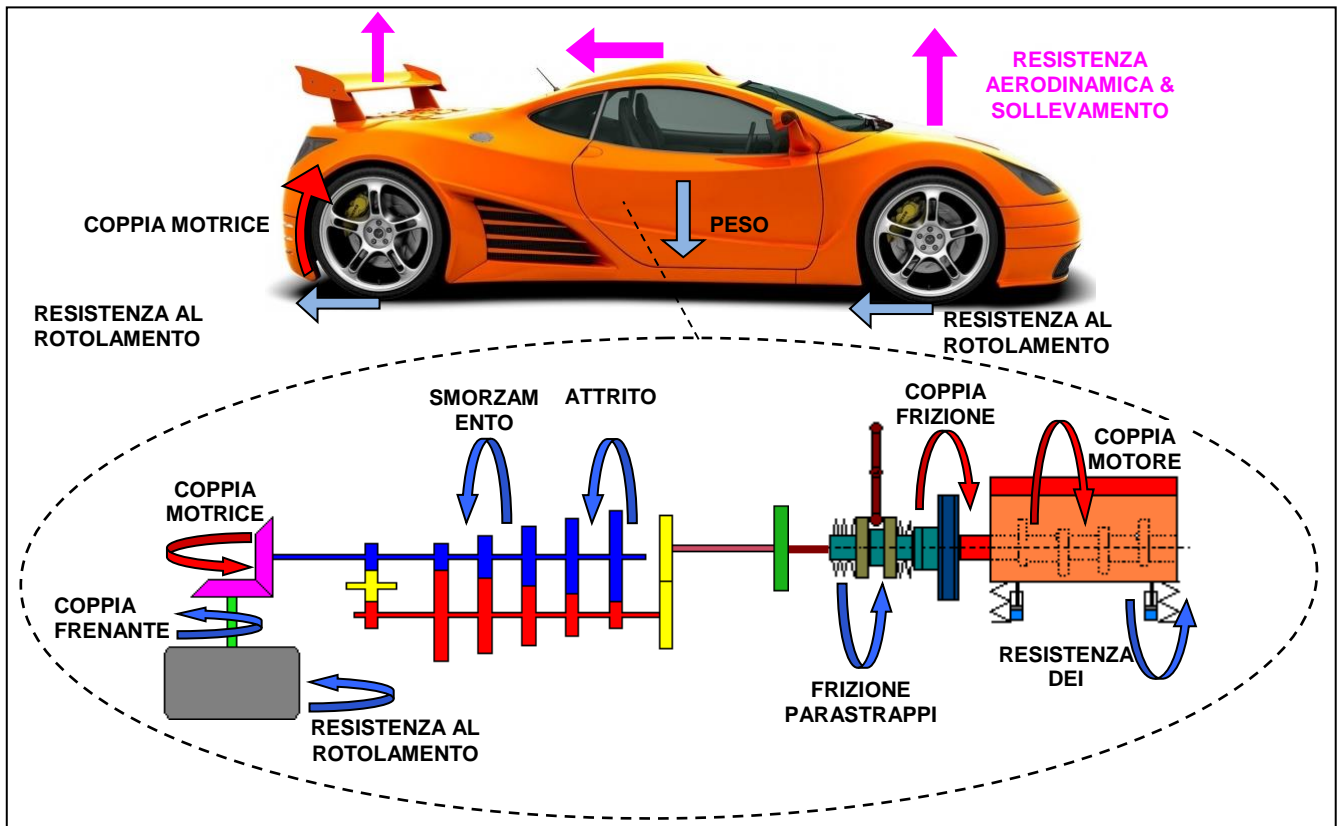 RESISTENZA
AERODINAMICA &
SOLLEVAMENTO
COPPIA MOTRICE
PESO
RESISTENZA AL
ROTOLAMENTO
RESISTENZA AL
ROTOLAMENTO
SMORZAM
ENTO
ATTRITO
COPPIA
FRIZIONE
COPPIA
MOTORE
COPPIA
MOTRICE
COPPIA
FRENANTE
RESISTENZA
DEI
FRIZIONE
PARASTRAPPI
RESISTENZA AL
ROTOLAMENTO